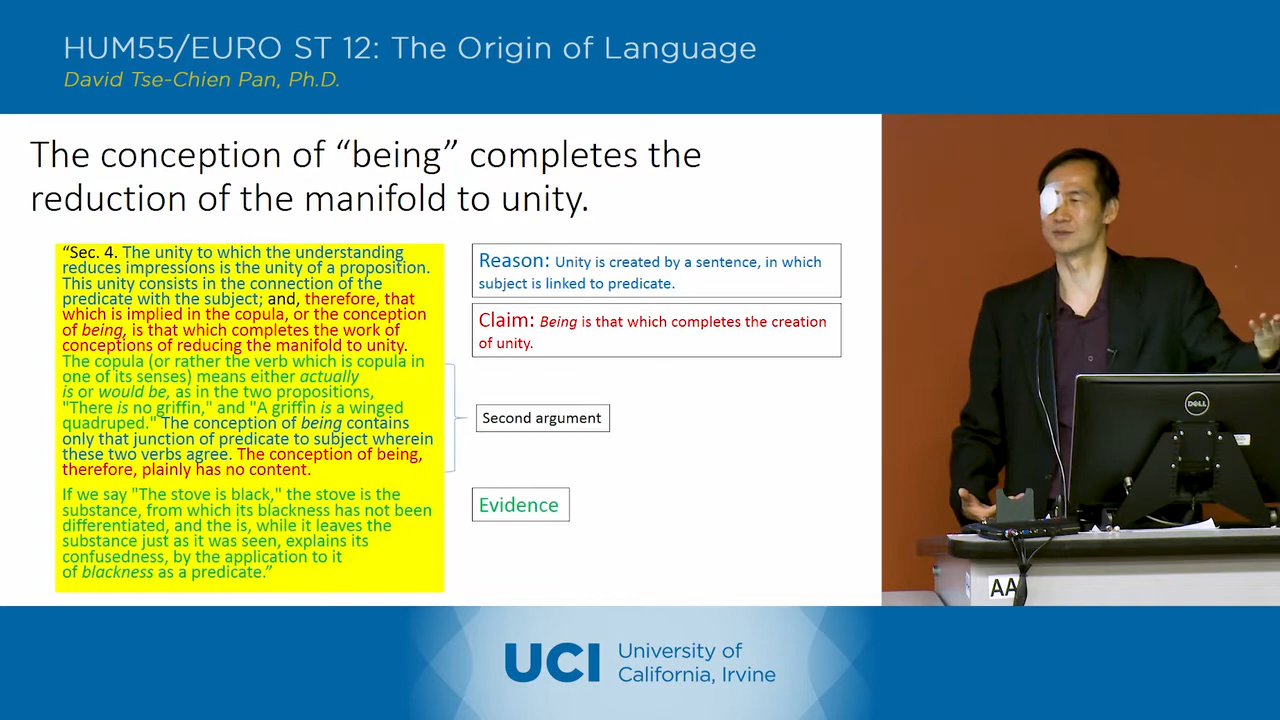 HUM55/EURO ST 12: The Origin of Language
David Tse-Chien Pan, Ph.D.
The conception of “being” completes the
reduction of the manifold to unity.
“Sec. 4. The unity to which the understanding
reduces impressions is the unity of a proposition.
This unity consists in the connection of the
predicate with the subject; and, therefore, that
which is implied in the copula, or the conception
of being, is that which completes the work of
conceptions of reducing the manifold to unity.
The copula (or rather the verb which is copula in
one of its senses) means either actually
is or would be, as in the two propositions,
"There is no griffin," and "A griffin is a winged
quadruped." The conception of being contains
only that junction of predicate to subject wherein
these two verbs agree. The conception of being,
therefore, plainly has no content.
If we say "The stove is black," the stove is the
substance, from which its blackness has not been
differentiated, and the is, while it leaves the
substance just as it was seen, explains its
confusedness, by the application to it
of blackness as a predicate.”
Reason: Unity is created by a sentence, in which
subject is linked to predicate.
Claim: Being is that which completes the creation
of unity.
Second argument
Evidence
DELL
AA
UCI
University of
California, Irvine